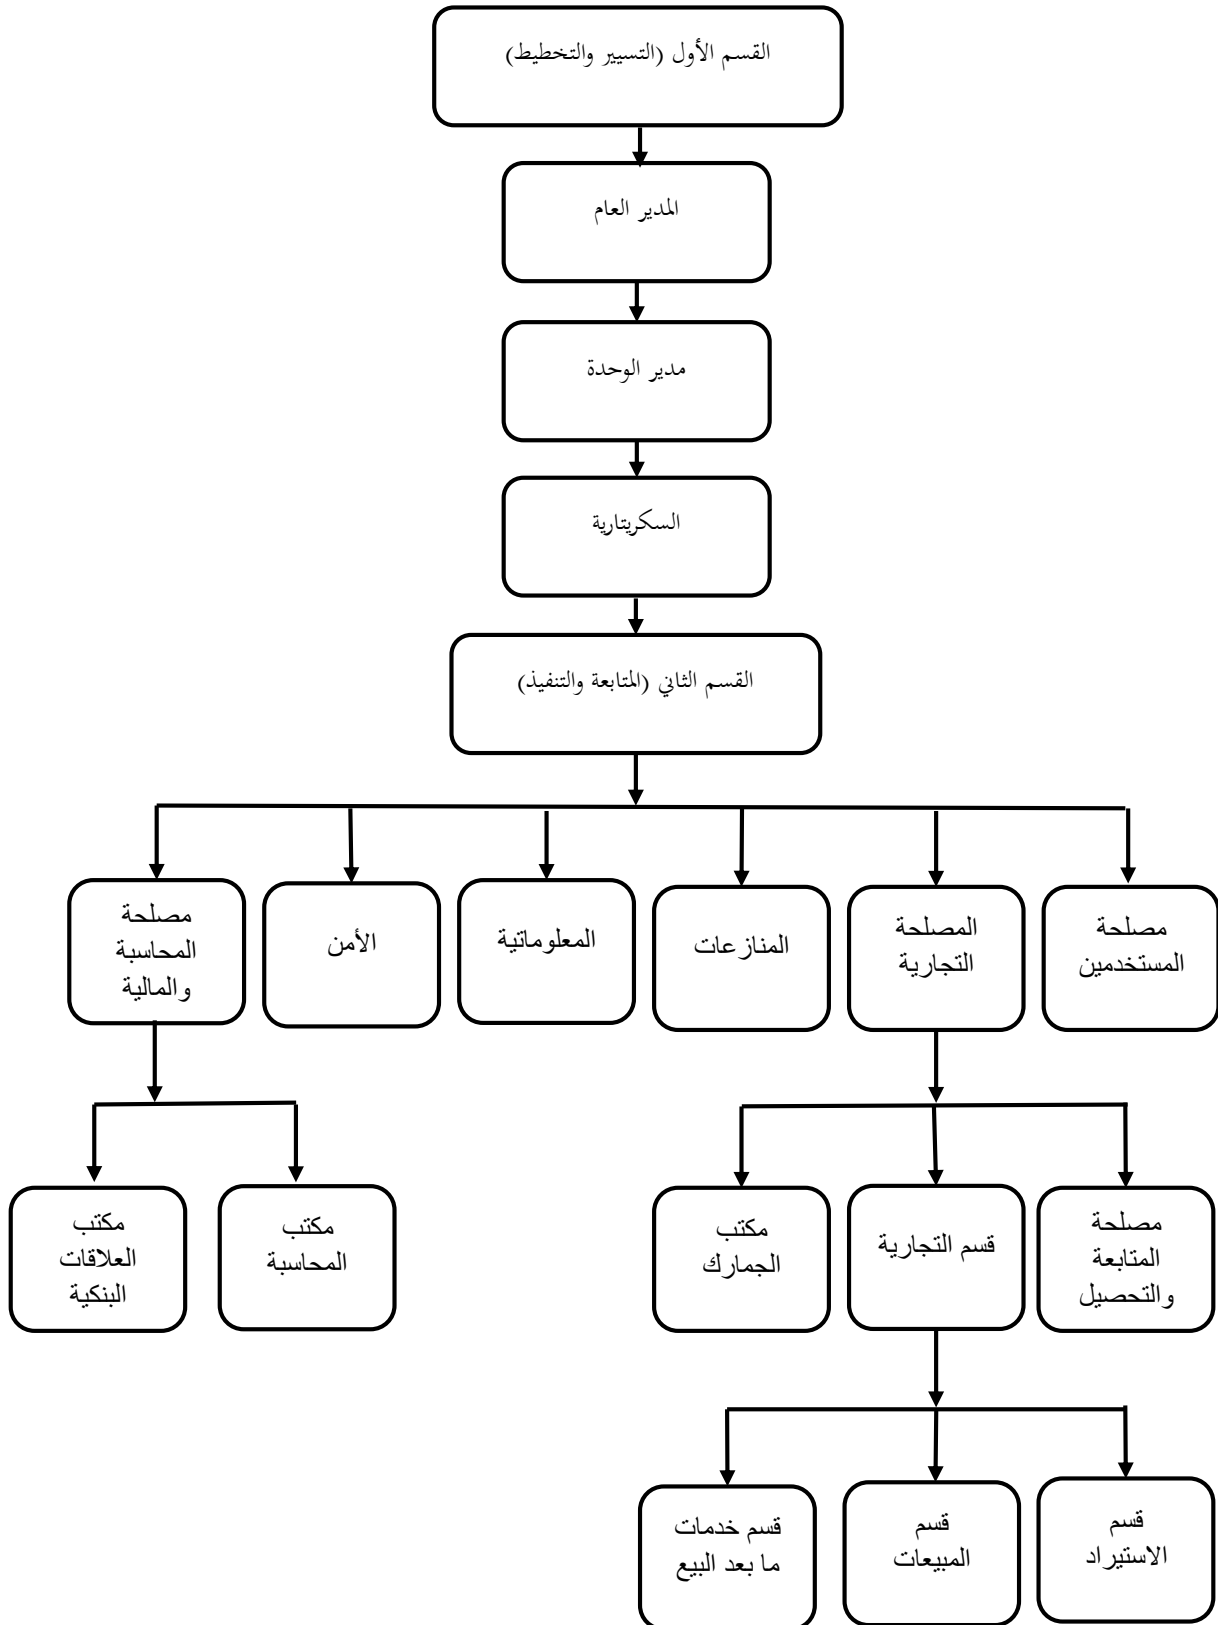 القسم الأول (التسيير والتخطيط)
المدير العام
مدير الوحدة
السكريتارية
القسم الثاني (المتابعة والتنفيذ)
مصلحة
المستخدمين
المصلحة
التجارية
المنازعات
المعلوماتية
الأمن
مصلحة
المحاسبة
والمالية
مصلحة
المتابعة
والتحصيل
قسم التجارية
مكتب
الجمارك
مكتب
المحاسبة
مكتب
العلاقات
البنكية
قسم
الاستيراد
قسم
المبيعات
قسم خدمات
ما بعد البيع